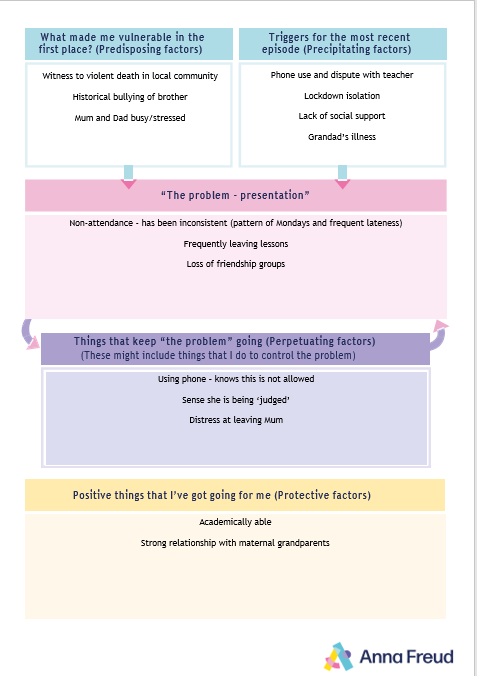 What made me vulnerable in the
first place? (Predisposing factors)
Witness to violent death in local community
Historical bullying of brother
Mum and Dad busy/stressed
Triggers for the most recent
episode (Precipitating factors)
Phone use and dispute with teacher
Lockdown isolation
Lack of social support
Grandad's illness
"The problem - presentation"
Non-attendance - has been inconsistent (pattern of Mondays and frequent lateness)
Frequently leaving lessons
Loss of friendship groups
Things that keep "the problem" going (Perpetuating factors)
(These might include things that I do to control the problem)
Using phone - knows this is not allowed
Sense she is being 'judged'
Distress at leaving Mum
Positive things that I've got going for me (Protective factors)
Academically able
Strong relationship with maternal grandparents
Anna Freud